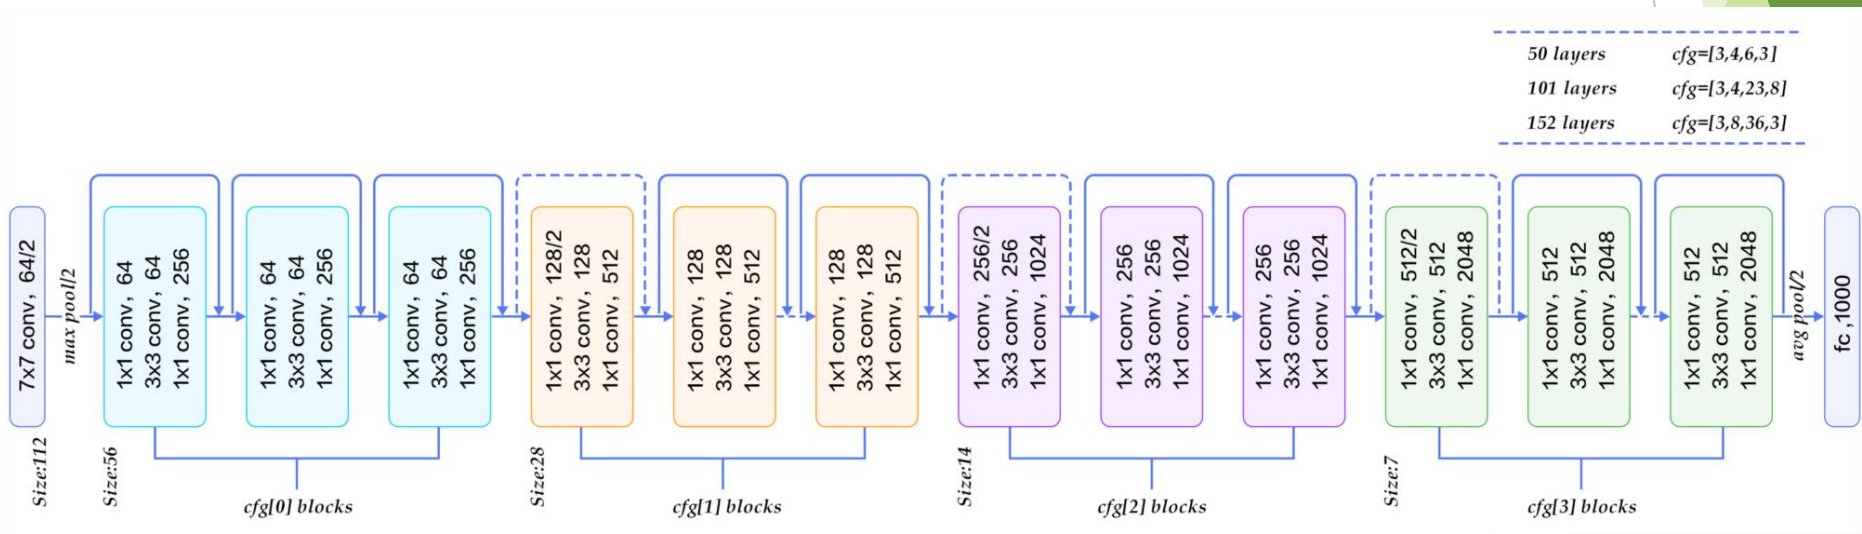 50 layers cfg=[3,4,6,3]
101 layers cfg=[3,4,23,8]
152 layers cfg=[3,8,36,3]
7x7 conv, 64/2
max pool/2
1x1 conv, 64
3x3 conv, 64
1x1 conv, 256
1x1 conv, 64
3x3 conv, 64
1x1 conv, 256
1x1 conv, 64
3x3 conv, 64
1x1 conv, 256
1x1 conv, 128/2
3x3 conv, 128
1x1 conv, 512
1x1 conv, 128
3x3 conv, 128
1x1 conv, 512
1x1 conv, 128
3x3 conv, 128
1x1 conv, 512
1x1 conv, 256/2
3x3 conv, 256
1x1 conv, 1024
1x1 conv, 256
3x3 conv, 256
1x1 conv, 1024
1x1 conv, 256
3x3 conv, 256
1x1 conv, 1024
1x1 conv, 512/2
3x3 conv, 512
1x1 conv, 2048
1x1 conv, 512
3x3 conv, 512
1x1 conv, 2048
1x1 conv, 512
3x3 conv, 512
1x1 conv, 2048
avg pool/2
fc ,1000
Size:112
Size:56
cfg[0] blocks
Size:28
cfg[1] blocks
Size:14
cfg[2] blocks
Size:7
cfg[3] blocks